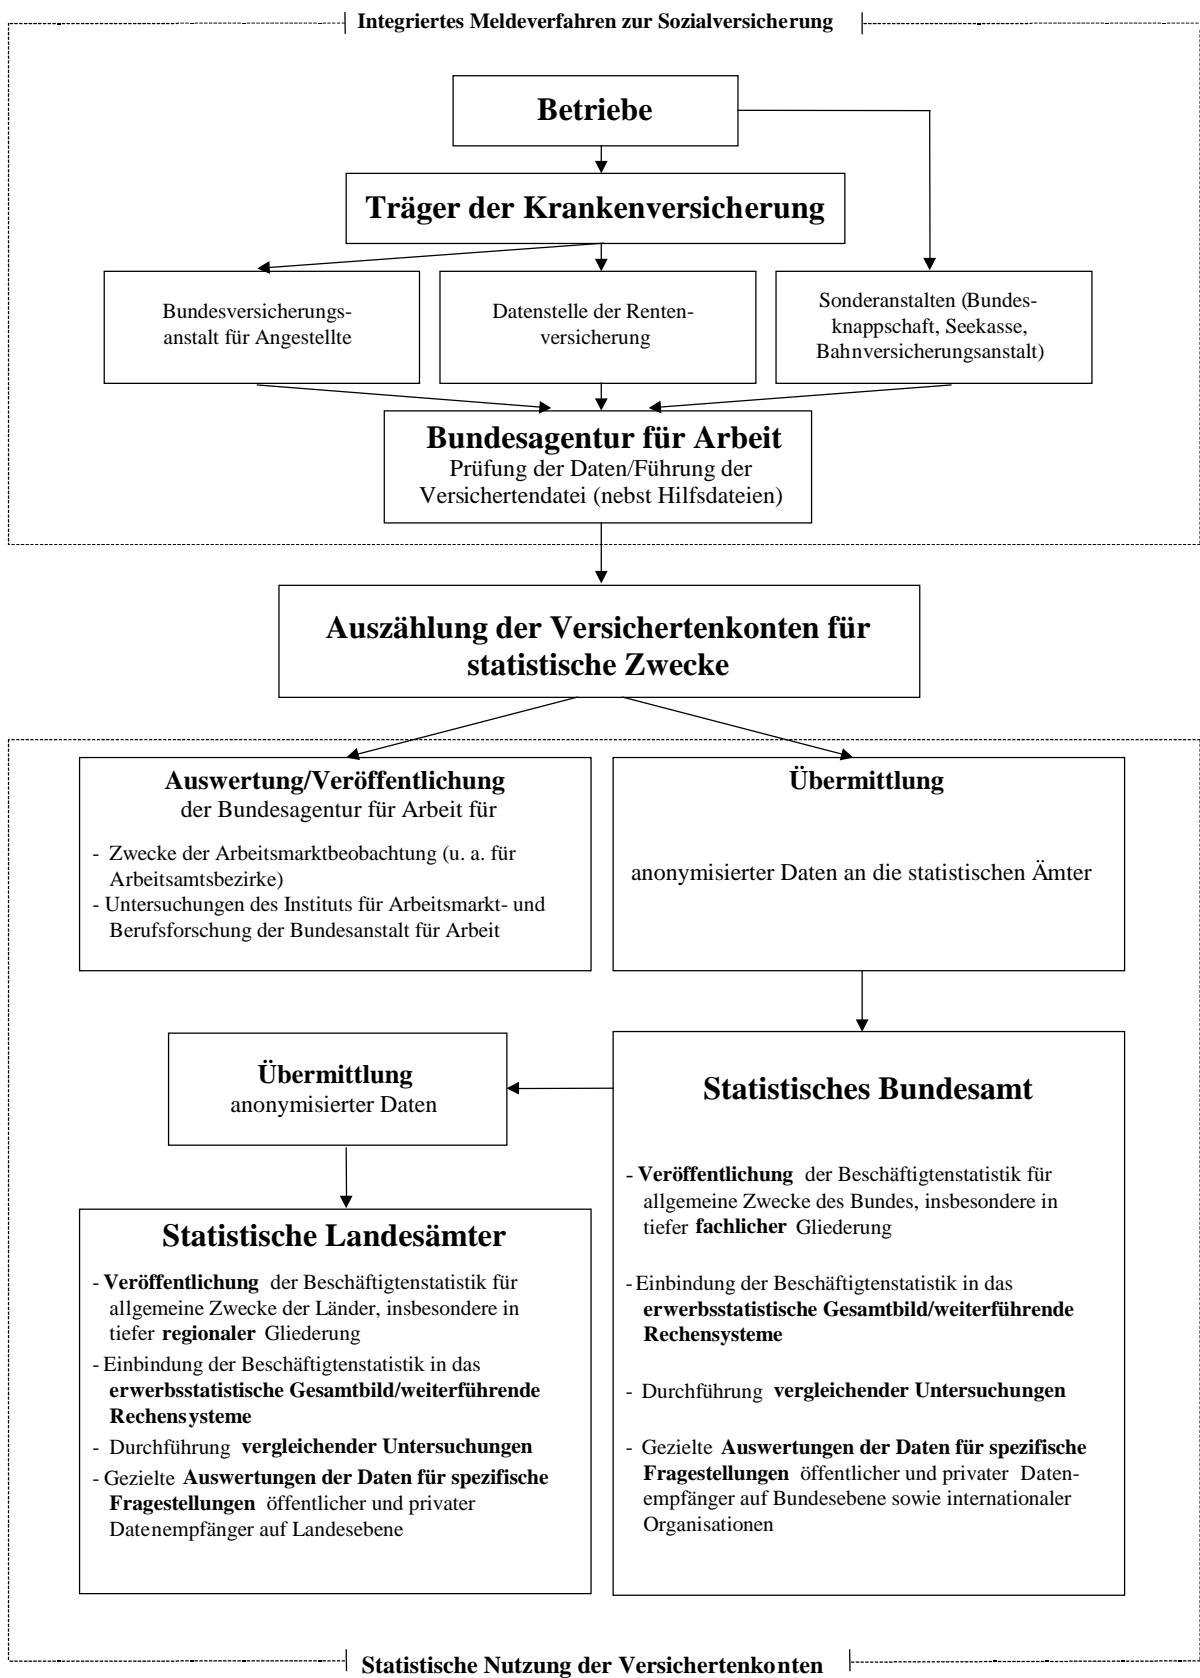 Integriertes Meldeverfahren zur Sozialversicherung
Betriebe
Träger der Krankenversicherung
Bundesversicherungs-
anstalt für Angestellte
Datenstelle der Renten-
versicherung
Sonderanstalten (Bundes-
knappschaft, Seekasse,
Bahnversicherungsanstalt)
Bundesagentur für Arbeit
Prüfung der Daten/Führung der
Versichertendatei (nebst Hilfsdateien)
Auszählung der Versichertenkonten für
statistische Zwecke
Auswertung/Veröffentlichung
der Bundesagentur für Arbeit für
- Zwecke der Arbeitsmarktbeobachtung (u. a. für
Arbeitsamtsbezirke)
- Untersuchungen des Instituts für Arbeitsmarkt- und
Berufsforschung der Bundesanstalt für Arbeit
Übermittlung
anonymisierter Daten an die statistischen Ämter
Übermittlung
anonymisierter Daten
Statistisches Bundesamt
- Veröffentlichung der Beschäftigtenstatistik für
allgemeine Zwecke des Bundes, insbesondere in
tiefer fachlicher Gliederung
- Einbindung der Beschäftigtenstatistik in das
erwerbsstatistische Gesamtbild/weiterführende
Rechensysteme
- Durchführung vergleichender Untersuchungen
- Gezielte Auswertungen der Daten für spezifische
Fragestellungen öffentlicher und privater Daten-
empfänger auf Bundesebene sowie internationaler
Organisationen
Statistische Landesämter
- Veröffentlichung der Beschäftigtenstatistik für
allgemeine Zwecke der Länder, insbesondere in
tiefer regionaler Gliederung
- Einbindung der Beschäftigtenstatistik in das
erwerbsstatistische Gesamtbild/weiterführende
Rechensysteme
- Durchführung vergleichender Untersuchungen
- Gezielte Auswertungen der Daten für spezifische
Fragestellungen öffentlicher und privater
Datenempfänger auf Landesebene
Statistische Nutzung der Versichertenkonten